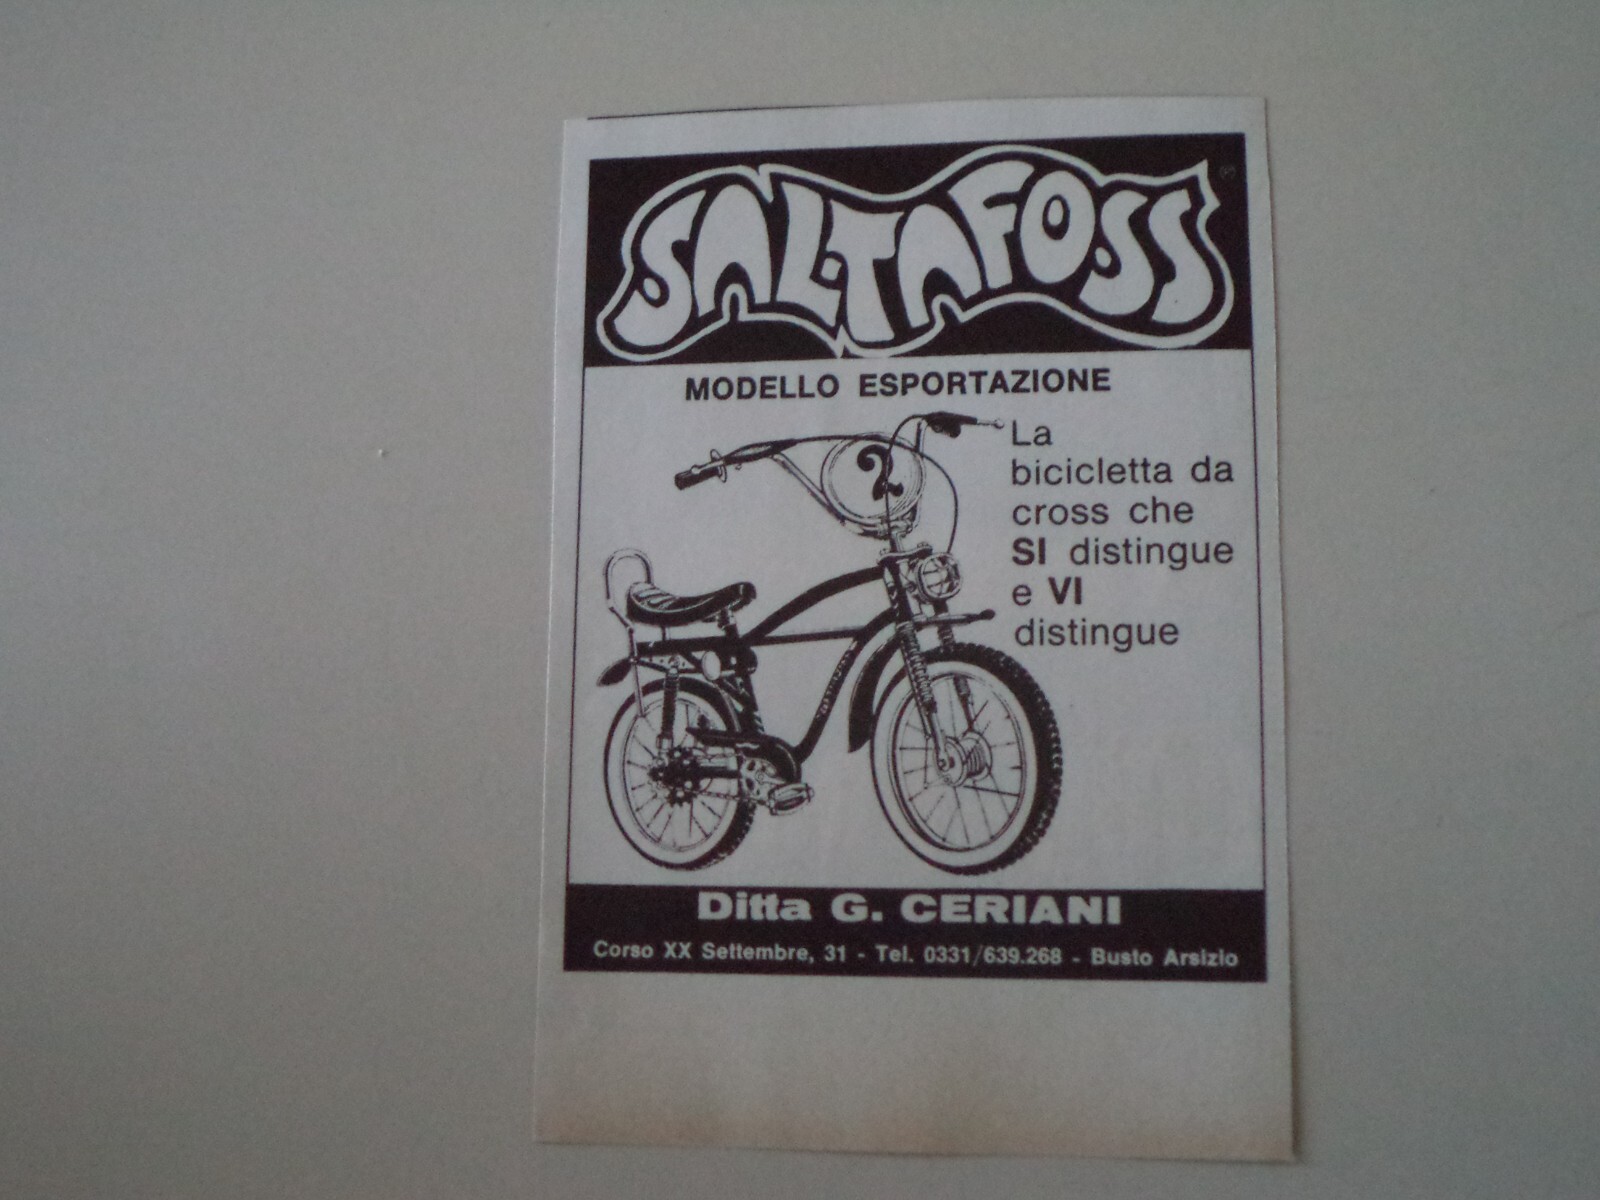 SALTAFOSS
MODELLO ESPORTAZIONE
La
bicicletta da
cross che
SI distingue
e VI
distingue
2
Ditta G. CERIANI
Corso XX Settembre, 31 - Tel. 0331/639.268 - Busto Arsizio